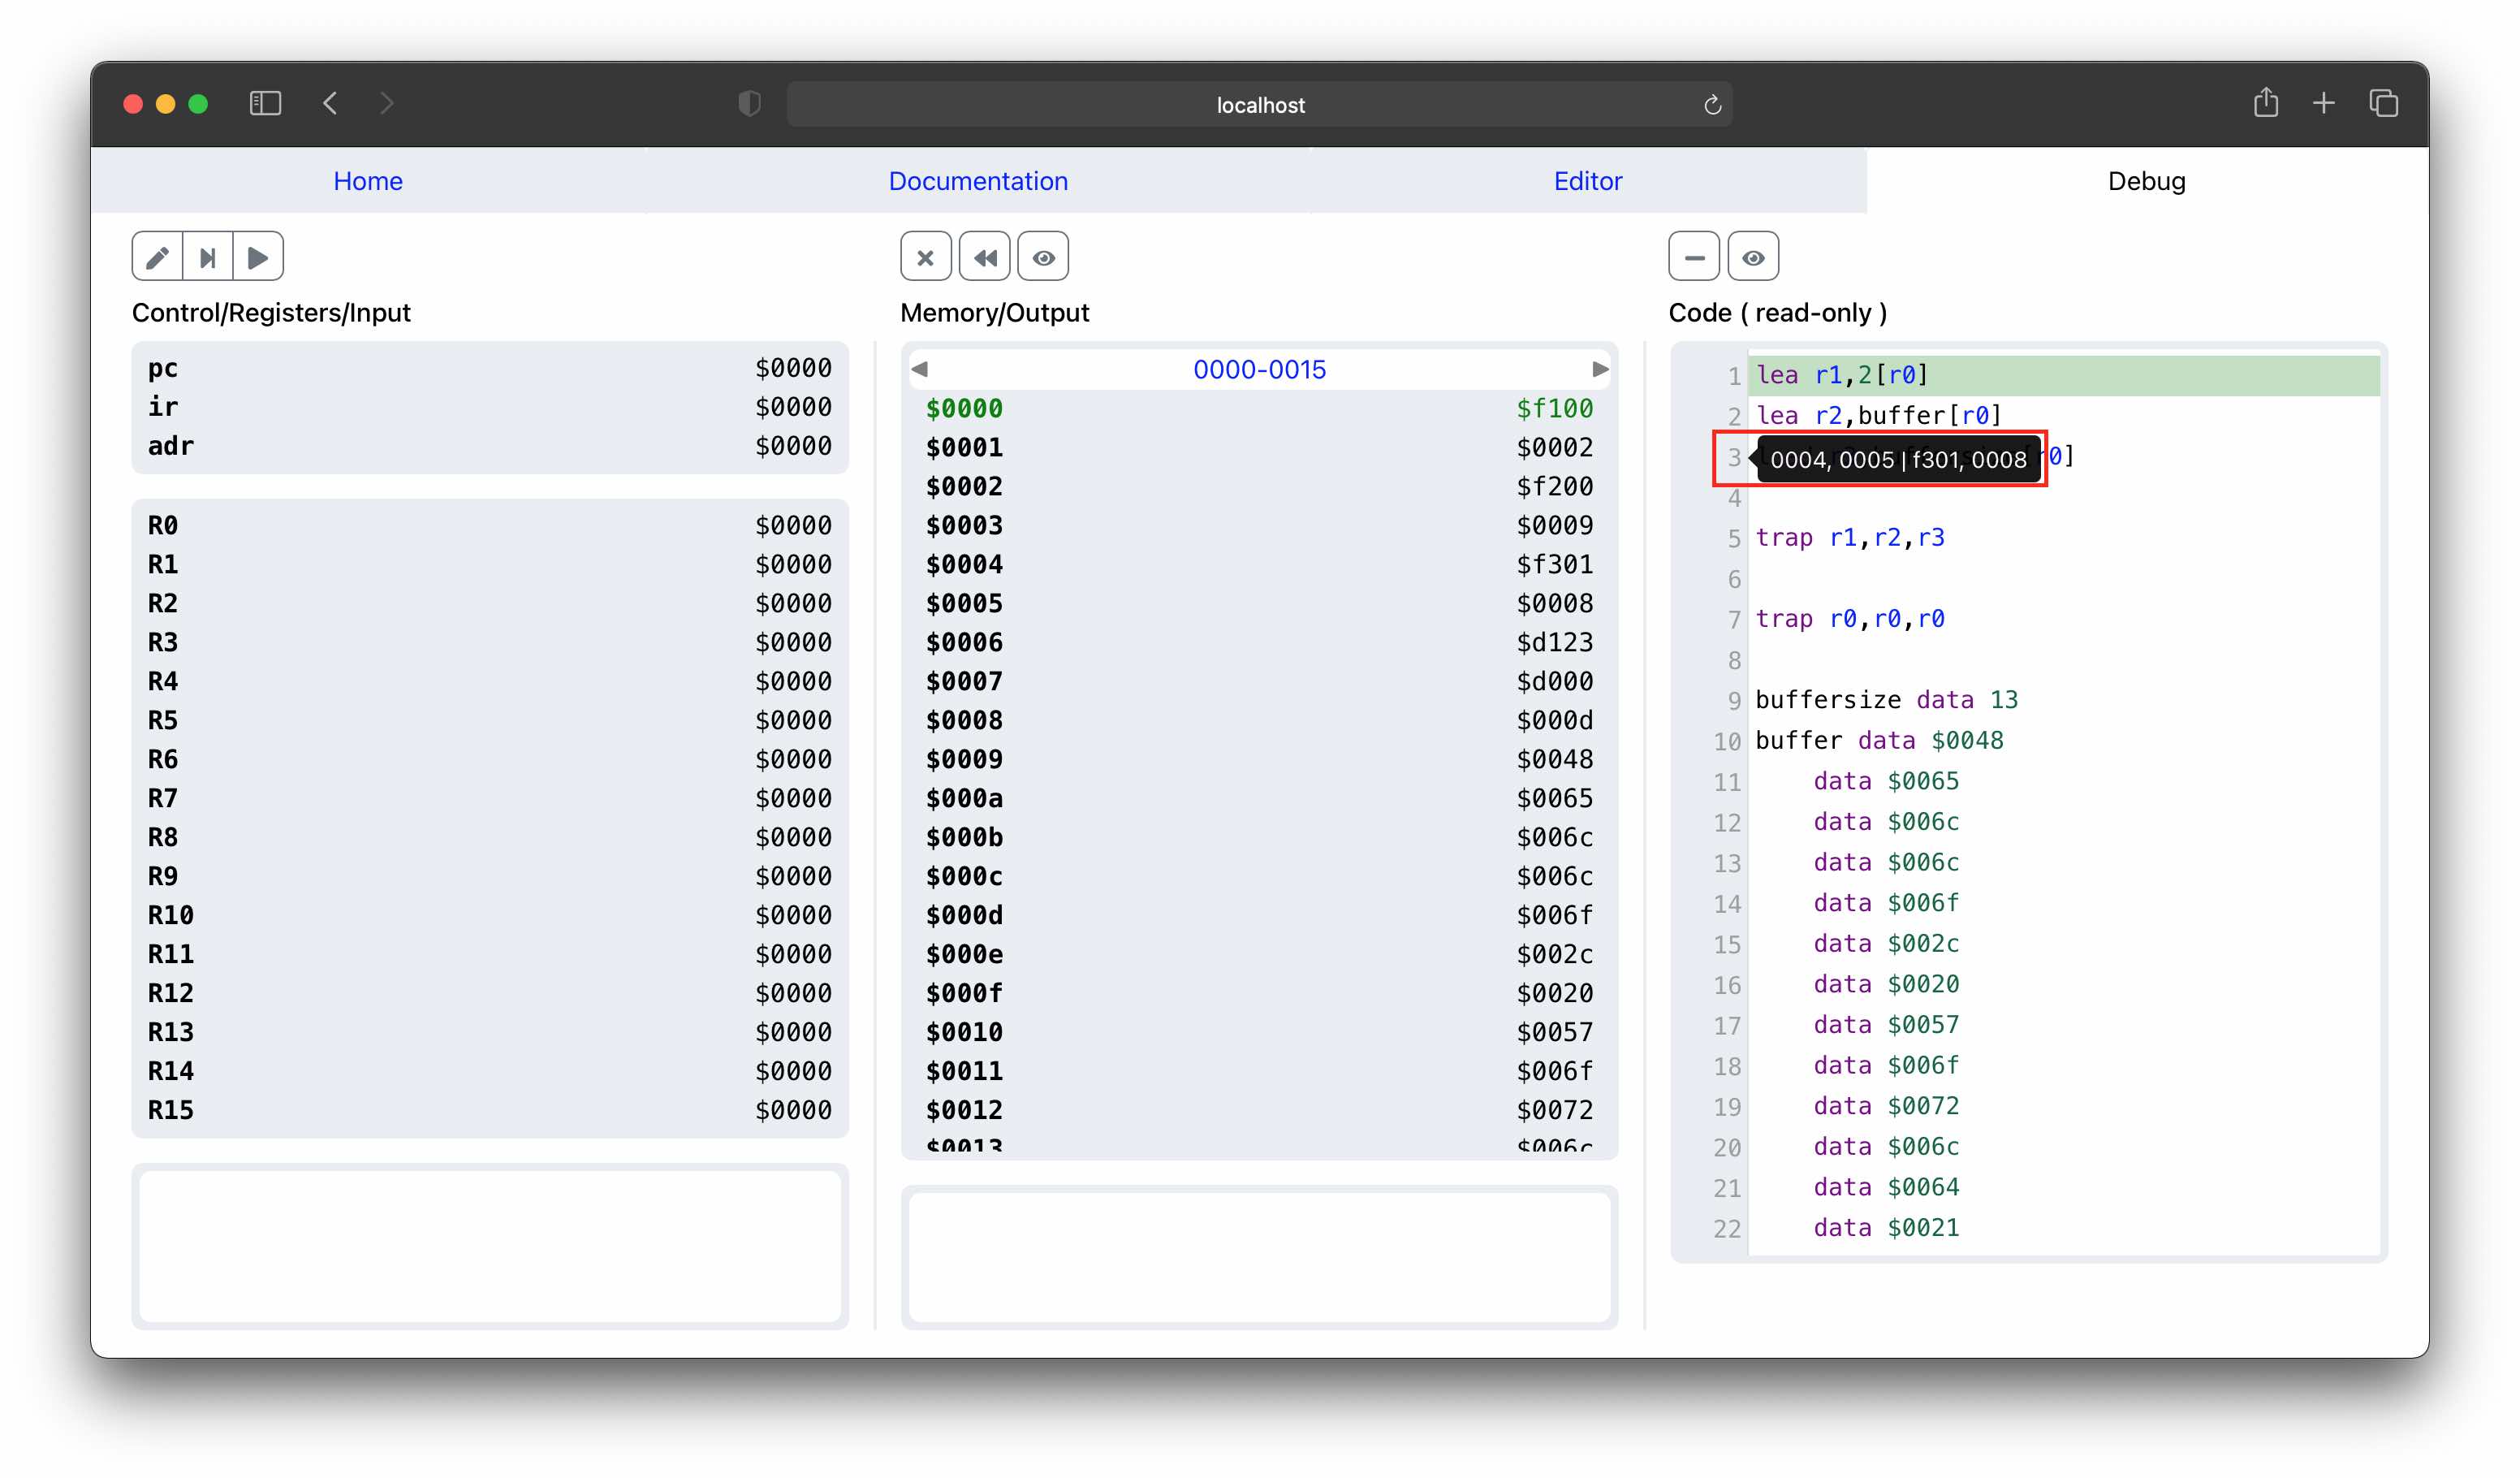 localhost
Home
Documentation
Editor
Debug
Control/Registers/Input
pc $0000
ir $0000
adr $0000
R0 $0000
R1 $0000
R2 $0000
R3 $0000
R4 $0000
R5 $0000
R6 $0000
R7 $0000
R8 $0000
R9 $0000
R10 $0000
R11 $0000
R12 $0000
R13 $0000
R14 $0000
R15 $0000
Memory/Output
0000-0015
$0000 $f100
$0001 $0002
$0002 $f200
$0003 $0009
$0004 $f301
$0005 $0008
$0006 $d123
$0007 $d000
$0008 $000d
$0009 $0048
$000a $0065
$000b $006c
$000c $006c
$000d $006f
$000e $002c
$000f $0020
$0010 $0057
$0011 $006f
$0012 $0072
$0013 $006c
Code ( read-only )
1 lea r1,2[r0]
2 lea r2,buffer[r0]
3 0004, 0005 | f301, 0008 0]
4
5 trap r1,r2,r3
6
7 trap r0,r0,r0
8
9 buffersize data 13
10 buffer data $0048
11 data $0065
12 data $006c
13 data $006c
14 data $006f
15 data $002c
16 data $0020
17 data $0057
18 data $006f
19 data $0072
20 data $006c
21 data $0064
22 data $0021